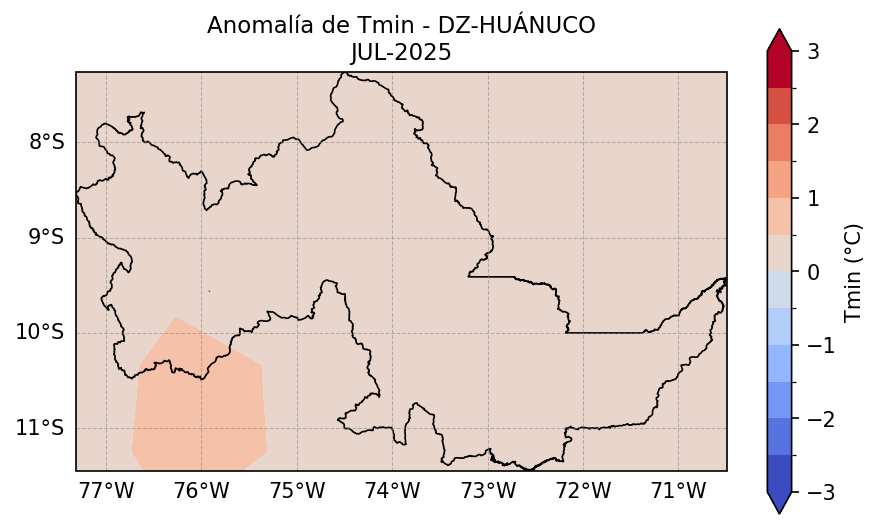 Anomalía de Tmin - DZ-HUÁNUCO
JUL-2025
8°S
9°S
10°S
11°S
77°W 76°W 75°W 74°W 73°W 72°W 71°W
3
2
1
0
−1
−2
−3
Tmin (°C)